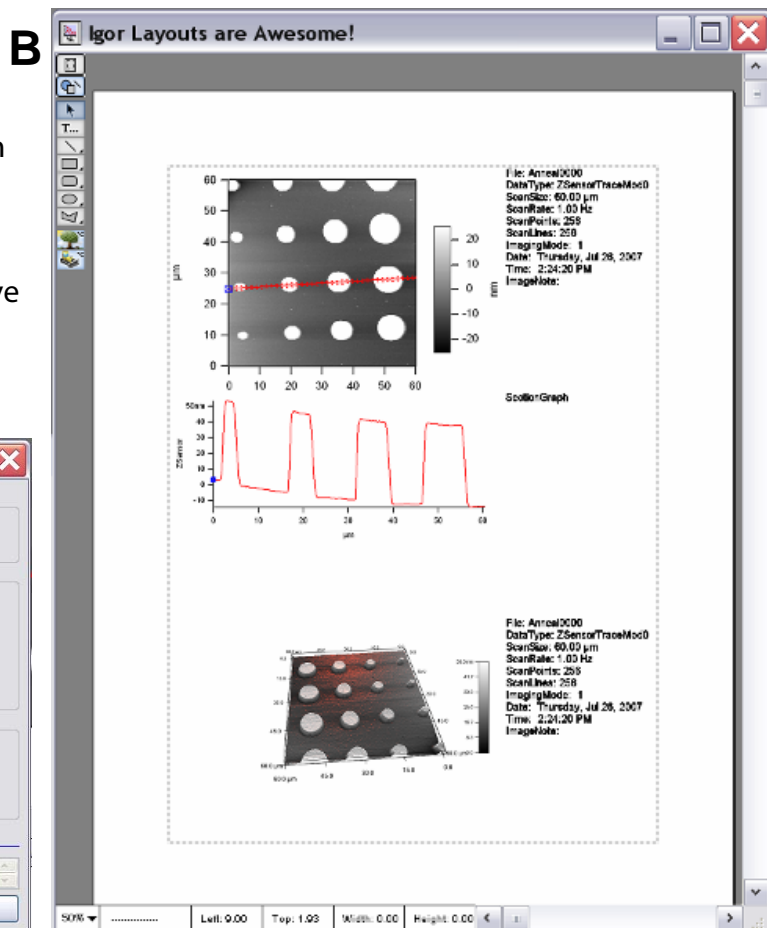 B
Igor Layouts are Awesome!
T...
60
50
40
30
20
10
0
µm
0 10 20 30 40 50 60
20
10
0
-10
-20
nm
File: Anneal0000
DataType: ZSensorTraceMod0
ScanSize: 60.00 µm
ScanRate: 1.00 Hz
ScanPoints: 256
ScanLines: 256
ImagingMode: 1
Date: Thursday, Jul 26, 2007
Time: 2:24:20 PM
ImageNote:
SectionGraph
50nm
40
30
20
10
0
-10
ZSensor
0 10 20 30 40 50 60
µm
File: Anneal0000
DataType: ZSensorTraceMod0
ScanSize: 60.00 µm
ScanRate: 1.00 Hz
ScanPoints: 256
ScanLines: 256
ImagingMode: 1
Date: Thursday, Jul 26, 2007
Time: 2:24:20 PM
ImageNote:
50% Left: 9.00 Top: 1.93 Width: 0.00 Height: 0.00